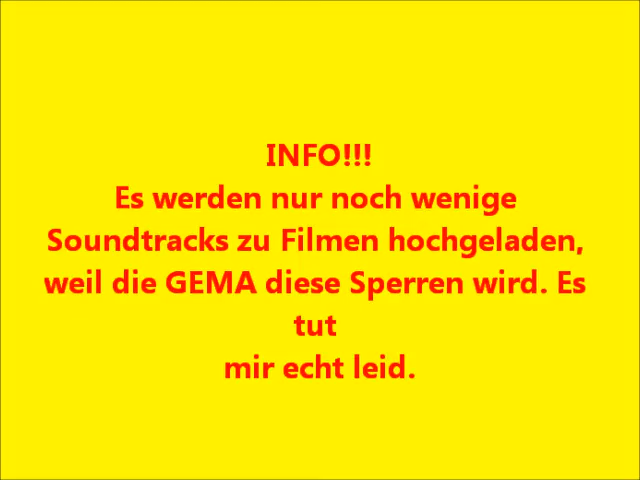 INFO!!!
Es werden nur noch wenige
Soundtracks zu Filmen hochgeladen,
weil die GEMA diese Sperren wird. Es
tut
mir echt leid.